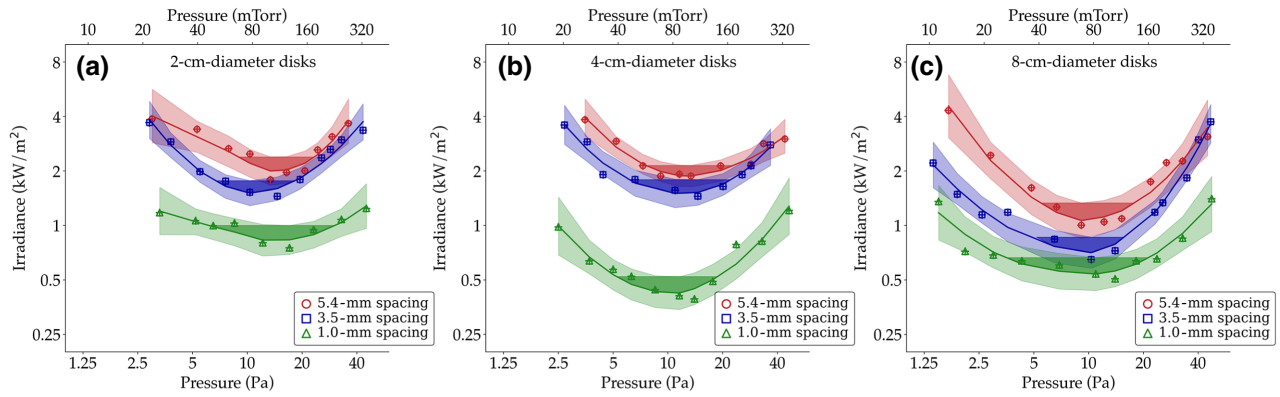 Pressure (mTorr)
10 20 40 80 160 320
(a) 2-cm-diameter disks
Irradiance (kW/m²)
8
4
2
1
0.5
0.25
5.4-mm spacing
3.5-mm spacing
1.0-mm spacing
1.25 2.5 5 10 20 40
Pressure (Pa)
Pressure (mTorr)
10 20 40 80 160 320
(b) 4-cm-diameter disks
Irradiance (kW/m²)
8
4
2
1
0.5
0.25
5.4-mm spacing
3.5-mm spacing
1.0-mm spacing
1.25 2.5 5 10 20 40
Pressure (Pa)
Pressure (mTorr)
10 20 40 80 160 320
(c) 8-cm-diameter disks
Irradiance (kW/m²)
8
4
2
1
0.5
0.25
5.4-mm spacing
3.5-mm spacing
1.0-mm spacing
1.25 2.5 5 10 20 40
Pressure (Pa)